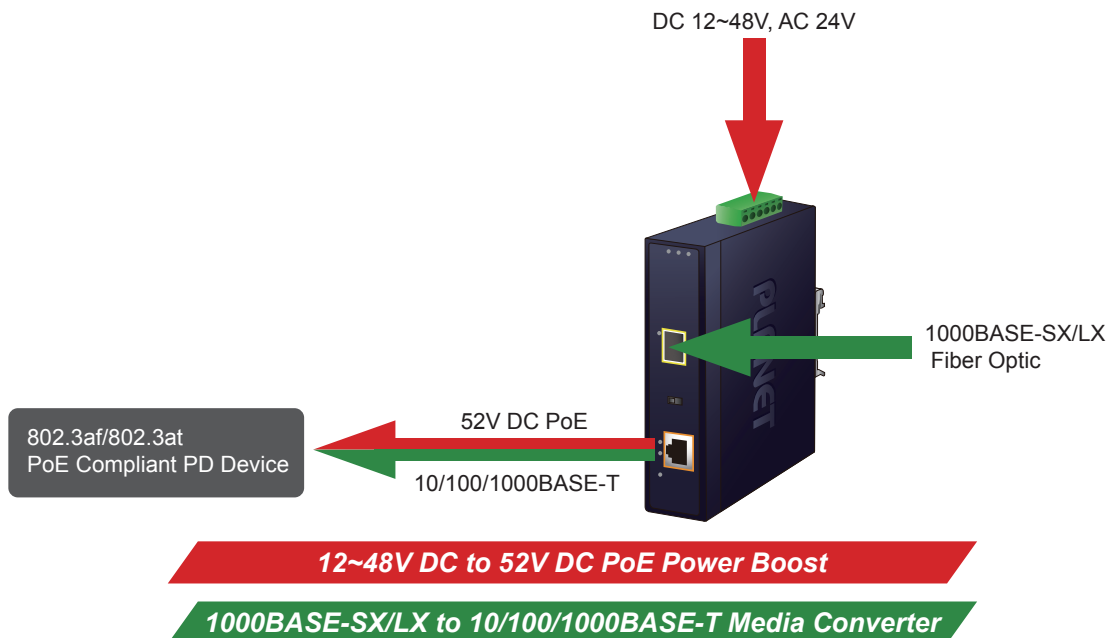 DC 12~48V, AC 24V
PLANET
1000BASE-SX/LX
Fiber Optic
52V DC PoE
802.3af/802.3at
PoE Compliant PD Device
10/100/1000BASE-T
12~48V DC to 52V DC PoE Power Boost
1000BASE-SX/LX to 10/100/1000BASE-T Media Converter